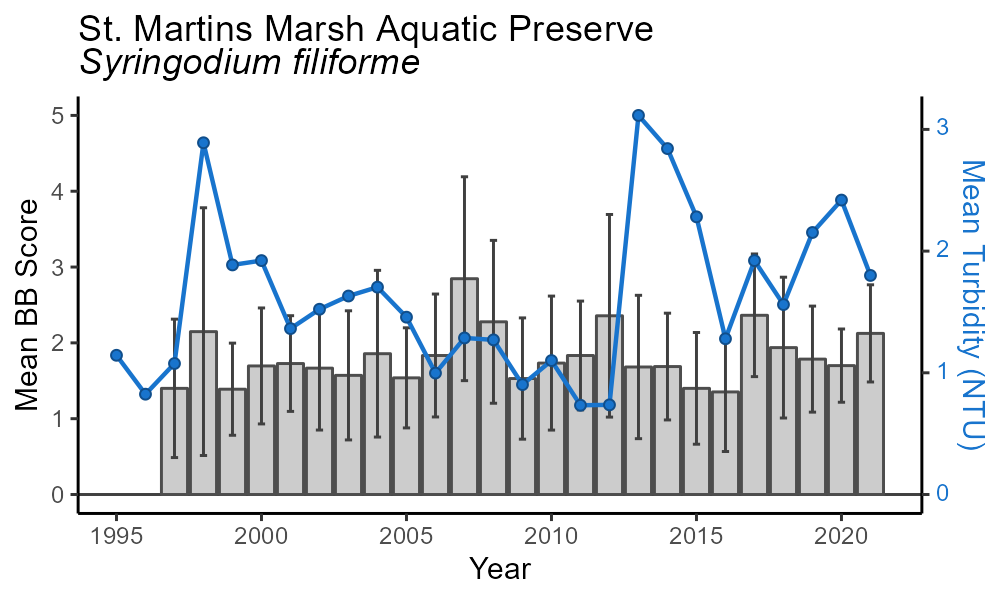 St. Martins Marsh Aquatic Preserve
Syringodium filiforme
Mean BB Score
5
4
3
2
1
0
3
2
1
0
Mean Turbidity (NTU)
1995 2000 2005 2010 2015 2020
Year